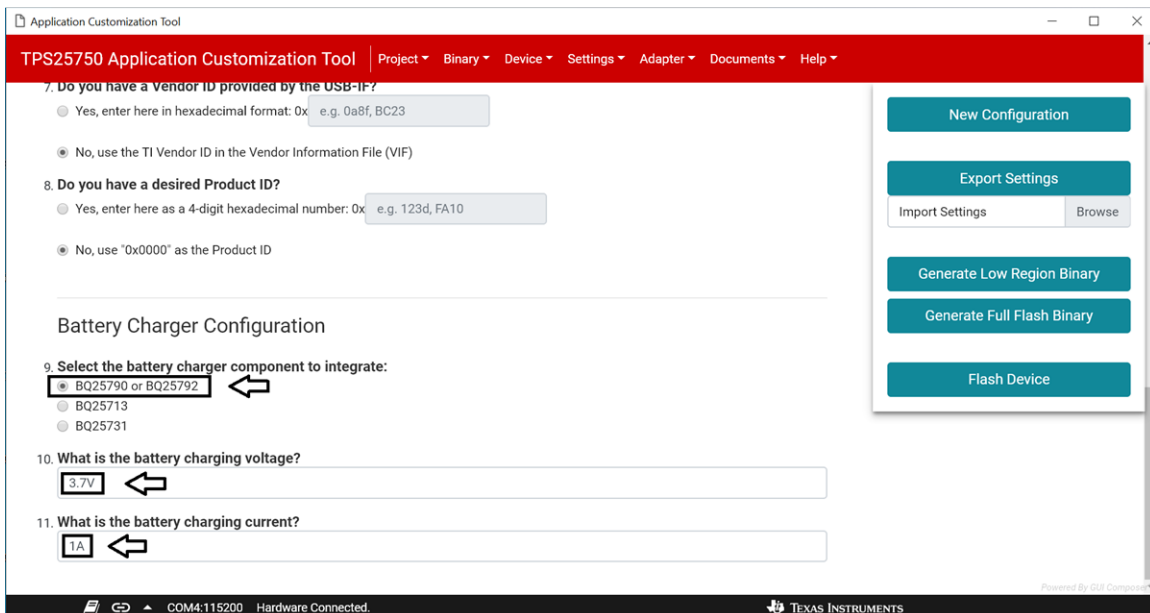 Application Customization Tool
TPS25750 Application Customization Tool Project Binary Device Settings Adapter Documents Help
7. Do you have a Vendor ID provided by the USB-IF?
Yes, enter here in hexadecimal format: 0x e.g. 0a8f, BC23
No, use the TI Vendor ID in the Vendor Information File (VIF)
8. Do you have a desired Product ID?
Yes, enter here as a 4-digit hexadecimal number: 0x e.g. 123d, FA10
No, use "0x0000" as the Product ID
Battery Charger Configuration
9. Select the battery charger component to integrate:
BQ25790 or BQ25792
BQ25713
BQ25731
10. What is the battery charging voltage?
3.7V
11. What is the battery charging current?
1A
New Configuration
Export Settings
Import Settings Browse
Generate Low Region Binary
Generate Full Flash Binary
Flash Device
Powered By GUI Composer
COM4:115200 Hardware Connected.
TEXAS INSTRUMENTS